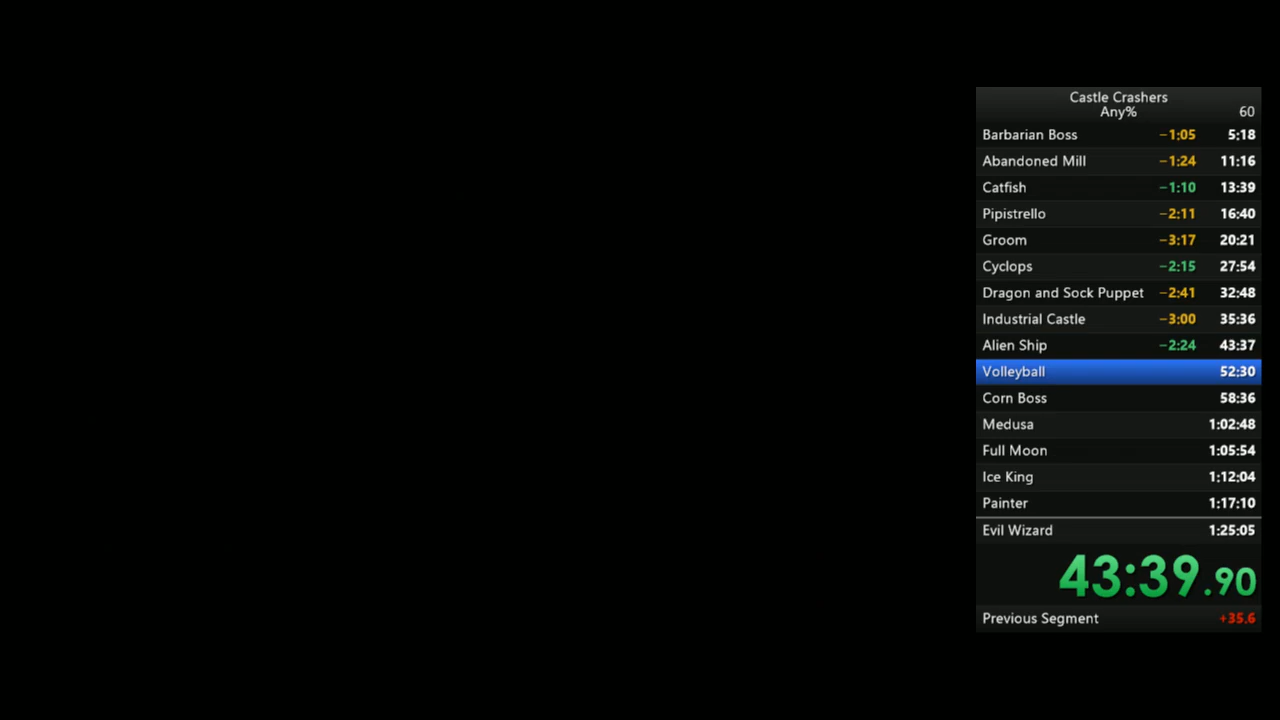 Castle Crashers
Any% 60
Barbarian Boss −1:05 5:18
Abandoned Mill −1:24 11:16
Catfish −1:10 13:39
Pipistrello −2:11 16:40
Groom −3:17 20:21
Cyclops −2:15 27:54
Dragon and Sock Puppet −2:41 32:48
Industrial Castle −3:00 35:36
Alien Ship −2:24 43:37
Volleyball 52:30
Corn Boss 58:36
Medusa 1:02:48
Full Moon 1:05:54
Ice King 1:12:04
Painter 1:17:10
Evil Wizard 1:25:05
43:39.90
Previous Segment +35.6